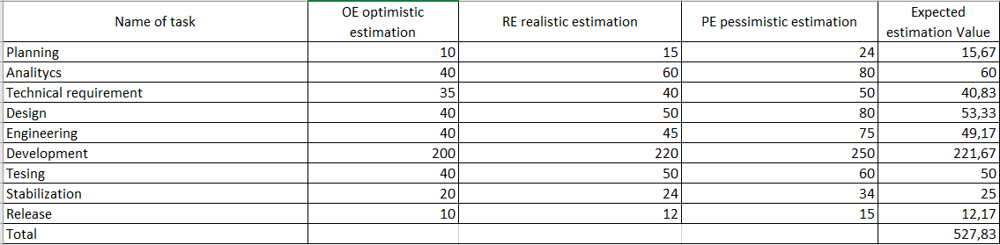 Name of task OE optimistic estimation RE realistic estimation PE pessimistic estimation Expected estimation Value
Planning 10 15 24 15,67
Analitycs 40 60 80 60
Technical requirement 35 40 50 40,83
Design 40 50 80 53,33
Engineering 40 45 75 49,17
Development 200 220 250 221,67
Tesing 40 50 60 50
Stabilization 20 24 34 25
Release 10 12 15 12,17
Total 527,83